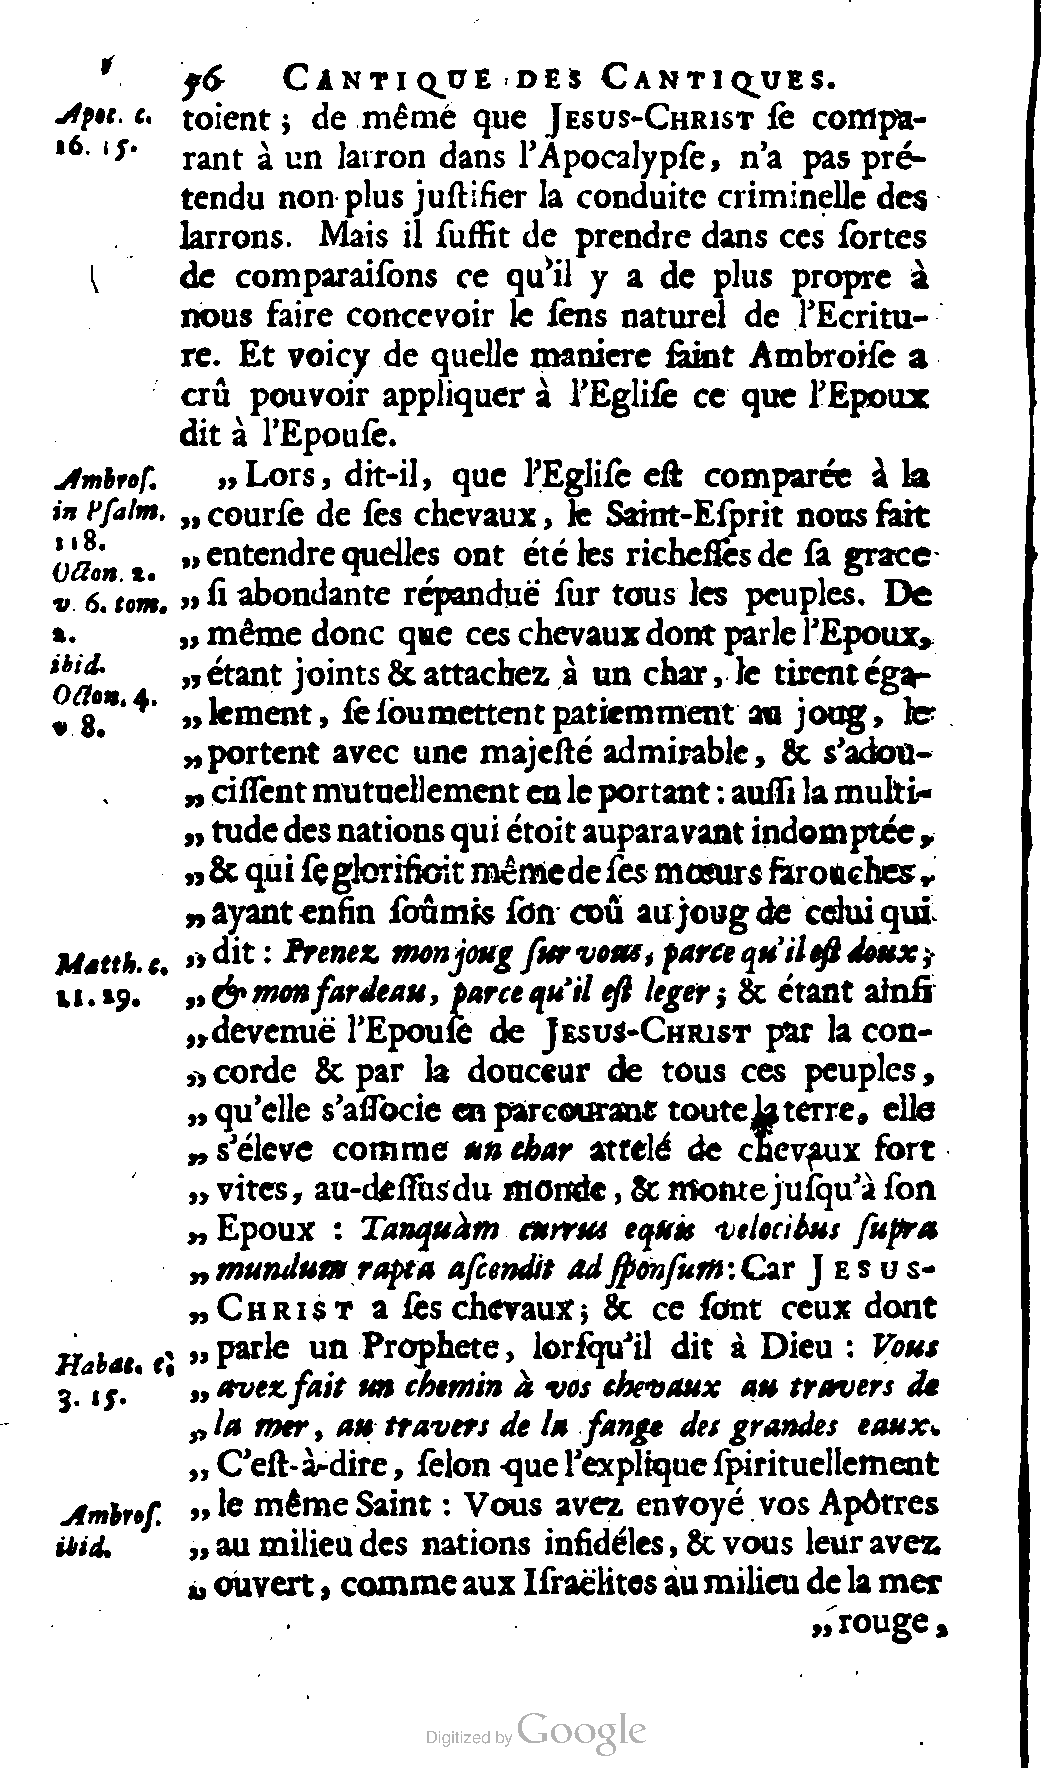 56 CANTIQUE DES CANTIQUES.
Apoc. c.
16. 15.
toient ; de même que JESUS-CHRIST ſe compa-
rant à un larron dans l'Apocalypſe, n'a pas pré-
tendu non plus juſtifier la conduite criminelle des
larrons. Mais il ſuffit de prendre dans ces ſortes
de comparaiſons ce qu'il y a de plus propre à
nous faire concevoir le ſens naturel de l'Ecritu-
re. Et voicy de quelle maniere ſaint Ambroiſe a
crû pouvoir appliquer à l'Egliſe ce que l'Epoux
dit à l'Epouſe.
Ambroſ.
in Pſalm.
118.
Octon. 2.
v. 6. tom.
2.
ibid.
Octon. 4.
v 8.
„ Lors, dit-il, que l'Egliſe eſt comparée à la
„ courſe de ſes chevaux, le Saint-Eſprit nous fait
„ entendre quelles ont été les richeſſes de ſa grace
„ ſi abondante répanduë ſur tous les peuples. De
„ même donc que ces chevaux dont parle l'Epoux,
„ étant joints & attachez à un char, le tirent éga-
„ lement, ſe ſoumettent patiemment au joug, le
„ portent avec une majeſté admirable, & s'adou-
„ ciſſent mutuellement en le portant : auſſi la multi-
„ tude des nations qui étoit auparavant indomptée,
„ & qui ſe glorifioit même de ſes mœurs farouches,
„ ayant enfin ſoûmis ſon coû au joug de celui qui
„ dit : Prenez mon joug ſur vous, parce qu'il eſt doux ;
Matth. c.
11. 29.
„ & mon fardeau, parce qu'il eſt leger ; & étant ainſi
„ devenuë l'Epouſe de JESUS-CHRIST par la con-
„ corde & par la douceur de tous ces peuples,
„ qu'elle s'aſſocie en parcourant toute la terre, elle
„ s'éleve comme un char attelé de chevaux fort
„ vites, au-deſſus du monde, & monte juſqu'à ſon
„ Epoux : Tanquàm currus equis velocibus ſupra
„ mundum rapta aſcendit ad ſponſum : Car JESUS-
„ CHRIST a ſes chevaux ; & ce ſont ceux dont
„ parle un Prophete, lorſqu'il dit à Dieu : Vous
Habac. c.
3. 15.
„ avez fait un chemin à vos chevaux au travers de
„ la mer, au travers de la fange des grandes eaux.
„ C'eſt-à-dire, ſelon que l'explique ſpirituellement
„ le même Saint : Vous avez envoyé vos Apôtres
Ambroſ.
ibid.
„ au milieu des nations infidéles, & vous leur avez
„ ouvert, comme aux Iſraëlites au milieu de la mer
„ rouge,
Digitized by Google